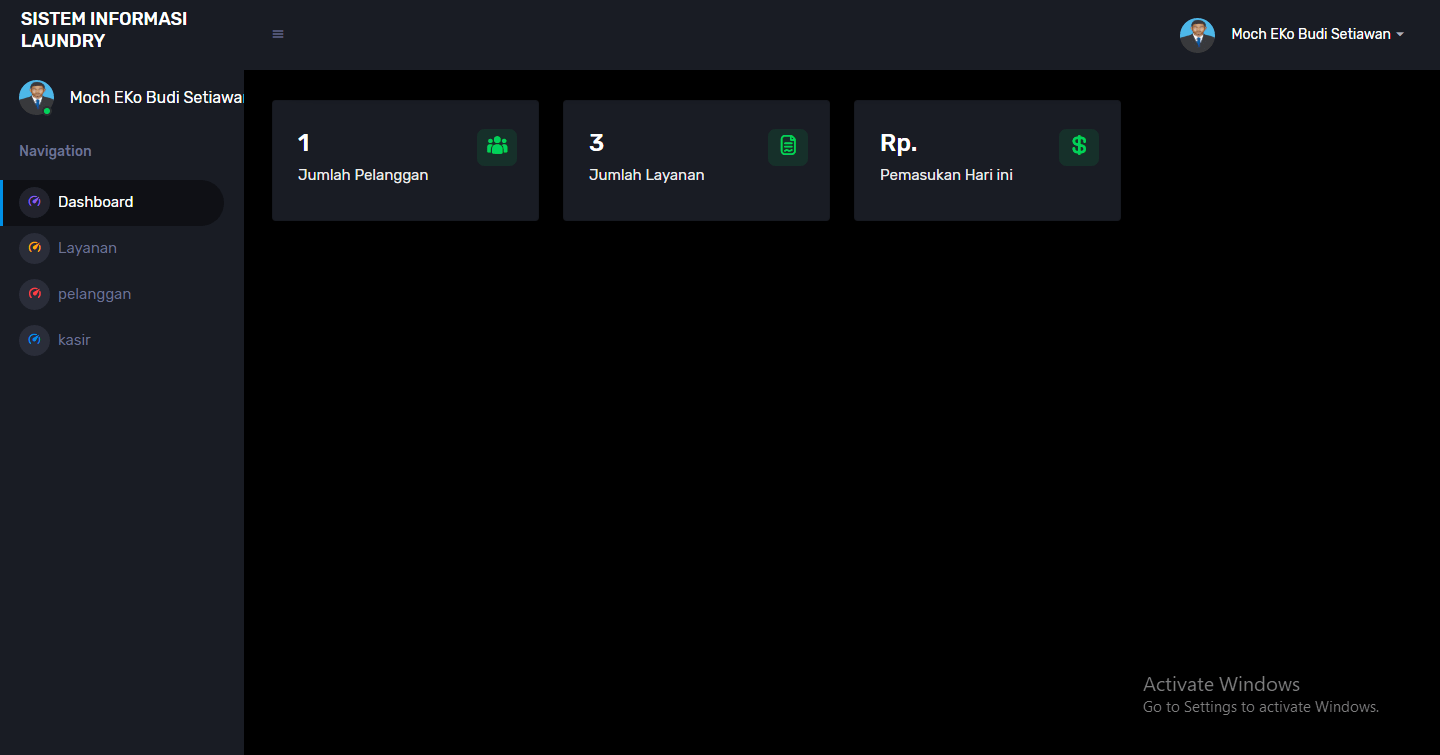 SISTEM INFORMASI
LAUNDRY
Moch EKo Budi Setiawan
Moch EKo Budi Setiawa
Navigation
Dashboard
Layanan
pelanggan
kasir
1
Jumlah Pelanggan
3
Jumlah Layanan
Rp.
Pemasukan Hari ini
Activate Windows
Go to Settings to activate Windows.